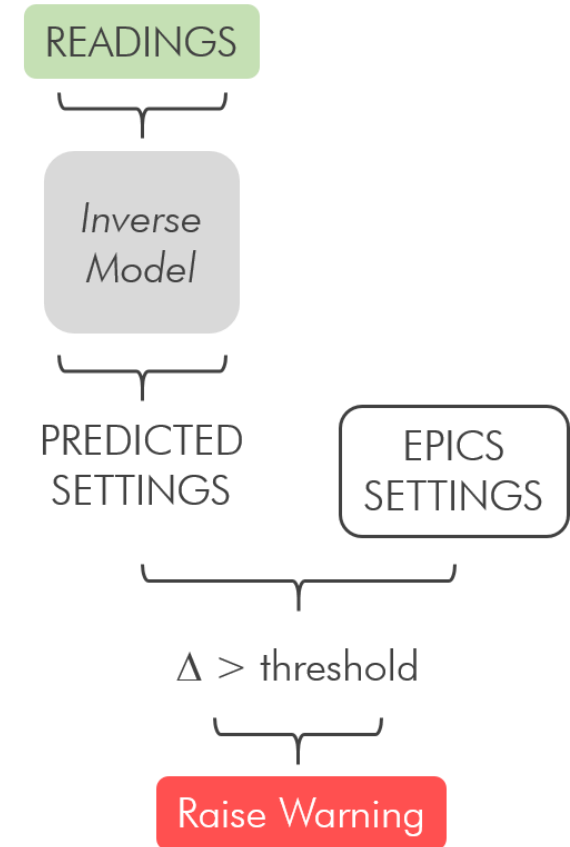 READINGS
Inverse
Model
PREDICTED
SETTINGS
EPICS
SETTINGS
Δ > threshold
Raise Warning